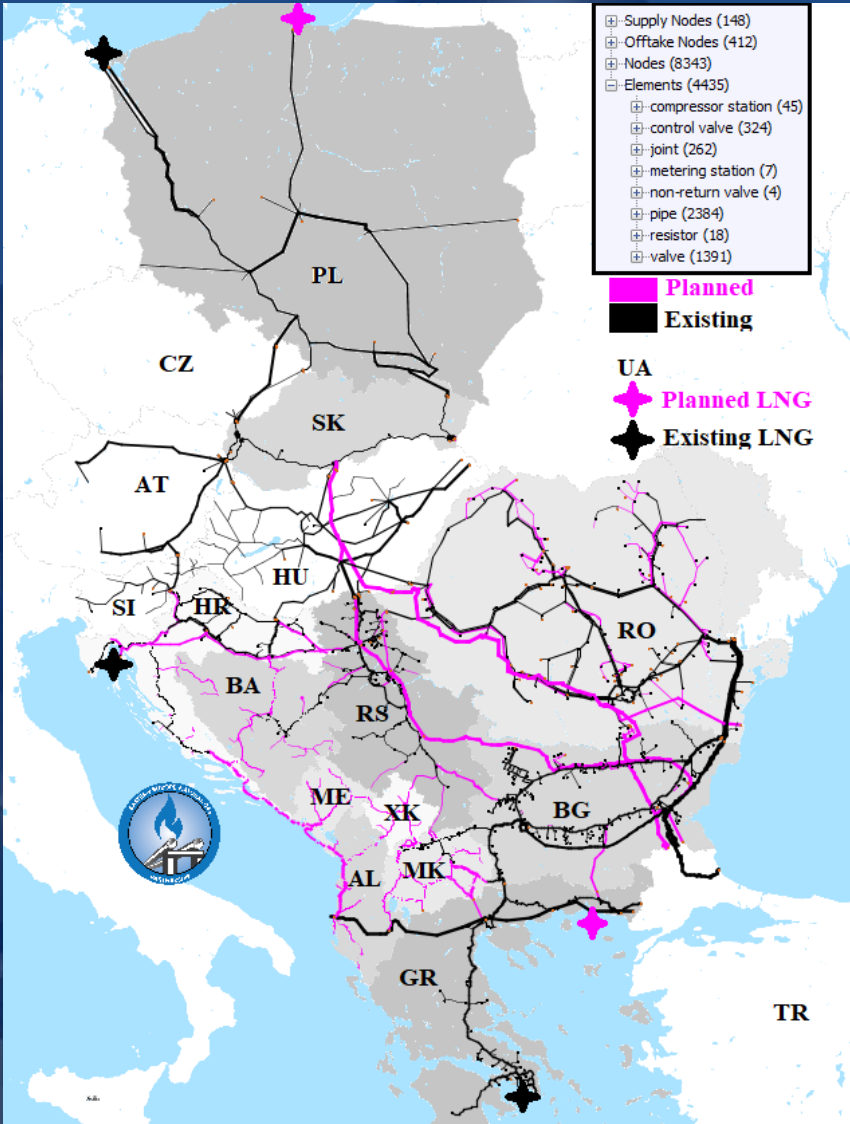 Supply Nodes (148)
Offtake Nodes (412)
Nodes (8343)
Elements (4435)
compressor station (45)
control valve (324)
joint (262)
metering station (7)
non-return valve (4)
pipe (2384)
resistor (18)
valve (1391)
Planned
Existing
UA
Planned LNG
Existing LNG
PL
CZ
SK
AT
HU
SI
HR
RO
BA
RS
ME
XK
BG
AL
MK
GR
TR